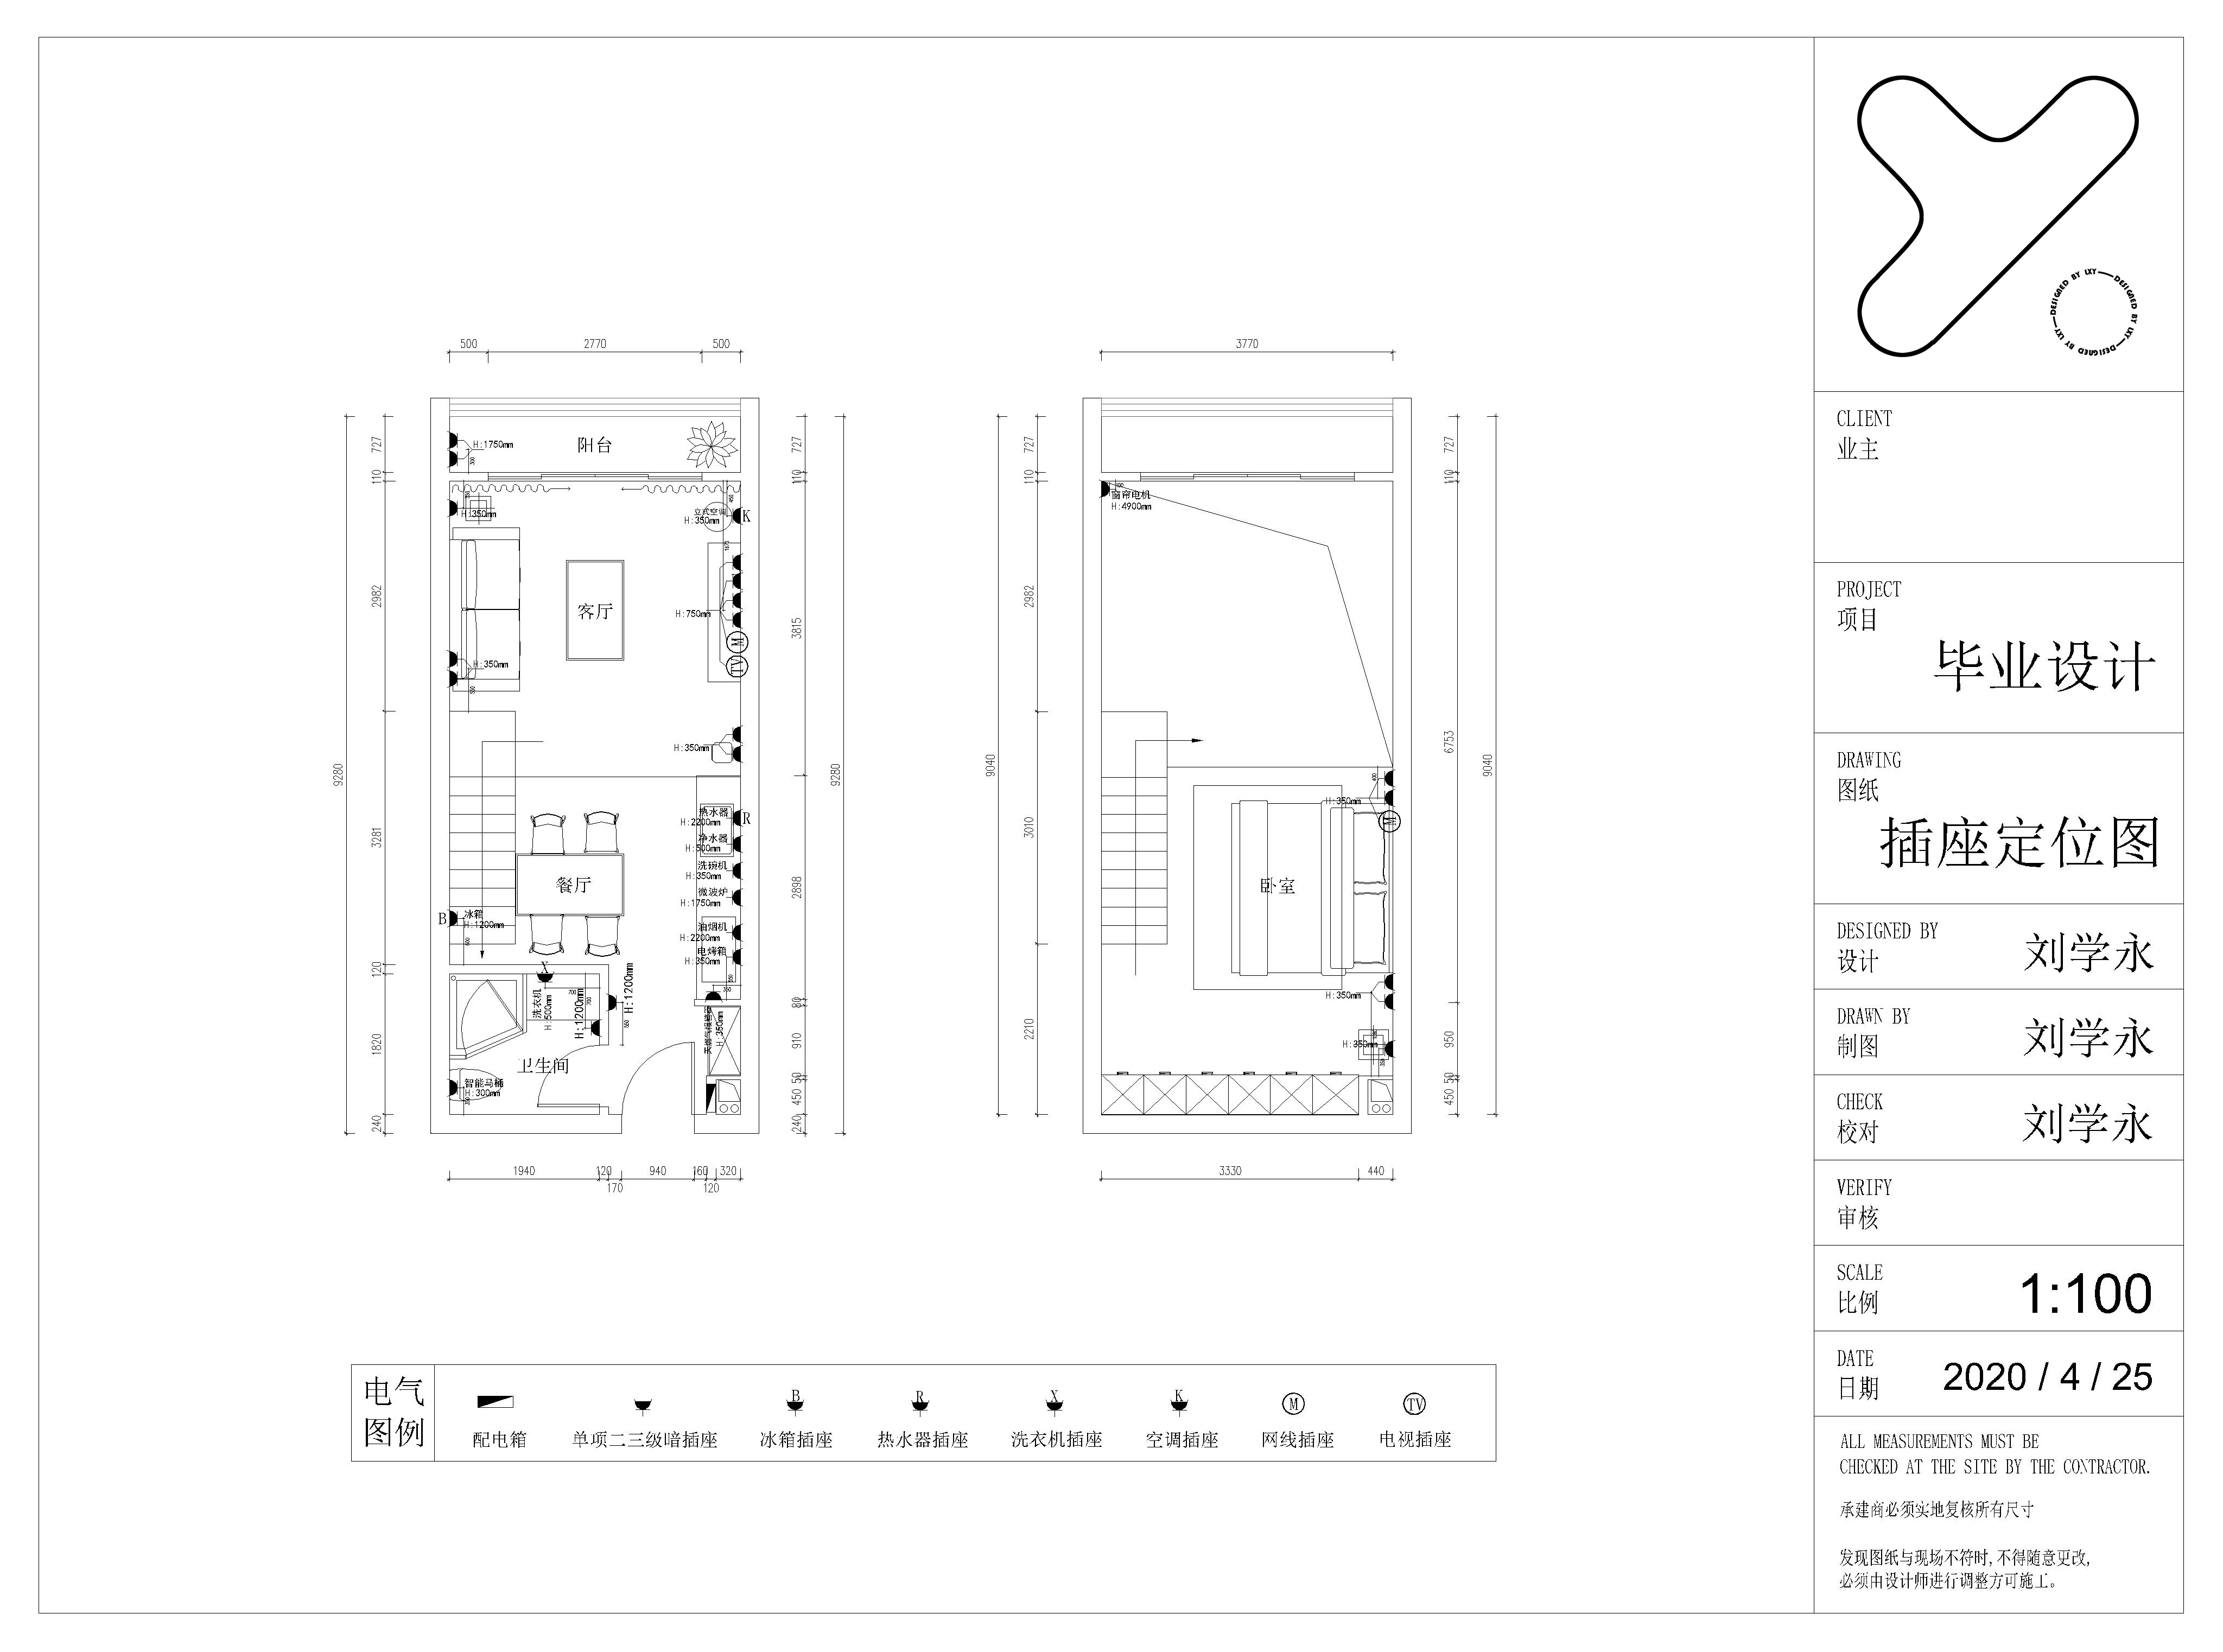 500
2770
500
3770
727
110
2982
3281
120
1820
240
9280
阳台
H:1750mm
300
H:350mm
立式空调
H:350mm
K
450
1675
客厅
H:750mm
M
TV
H:350mm
500
H:350mm
热水器
H:2200mm
R
净水器
H:500mm
洗碗机
H:350mm
微波炉
H:1750mm
油烟机
H:2200mm
电烤箱
H:350mm
350
350
餐厅
B
冰箱
H:1200mm
600
X
洗衣机
H:500mm
700
700
H:1200mm
H:1200mm
550
H:350mm
卫生间
智能马桶
H:300mm
727
110
3815
2898
80
910
50
450
240
9280
1940
120
170
940
160
120
320
9040
727
110
2982
3010
2210
窗帘电机
H:4900mm
400
H:350mm
M
卧室
H:350mm
H:350mm
727
110
6753
950
50
450
9040
3330
440
电气
图例
配电箱
单项二三级暗插座
B
冰箱插座
R
热水器插座
X
洗衣机插座
K
空调插座
M
网线插座
TV
电视插座
DESIGNED BY LXY—DESIGNED BY LXY—DESIGNED BY LXY—
CLIENT
业主
PROJECT
项目
毕业设计
DRAWING
图纸
插座定位图
DESIGNED BY
设计
刘学永
DRAWN BY
制图
刘学永
CHECK
校对
刘学永
VERIFY
审核
SCALE
比例
1:100
DATE
日期
2020 / 4 / 25
ALL MEASUREMENTS MUST BE
CHECKED AT THE SITE BY THE CONTRACTOR.
承建商必须实地复核所有尺寸
发现图纸与现场不符时,不得随意更改,
必须由设计师进行调整方可施工。